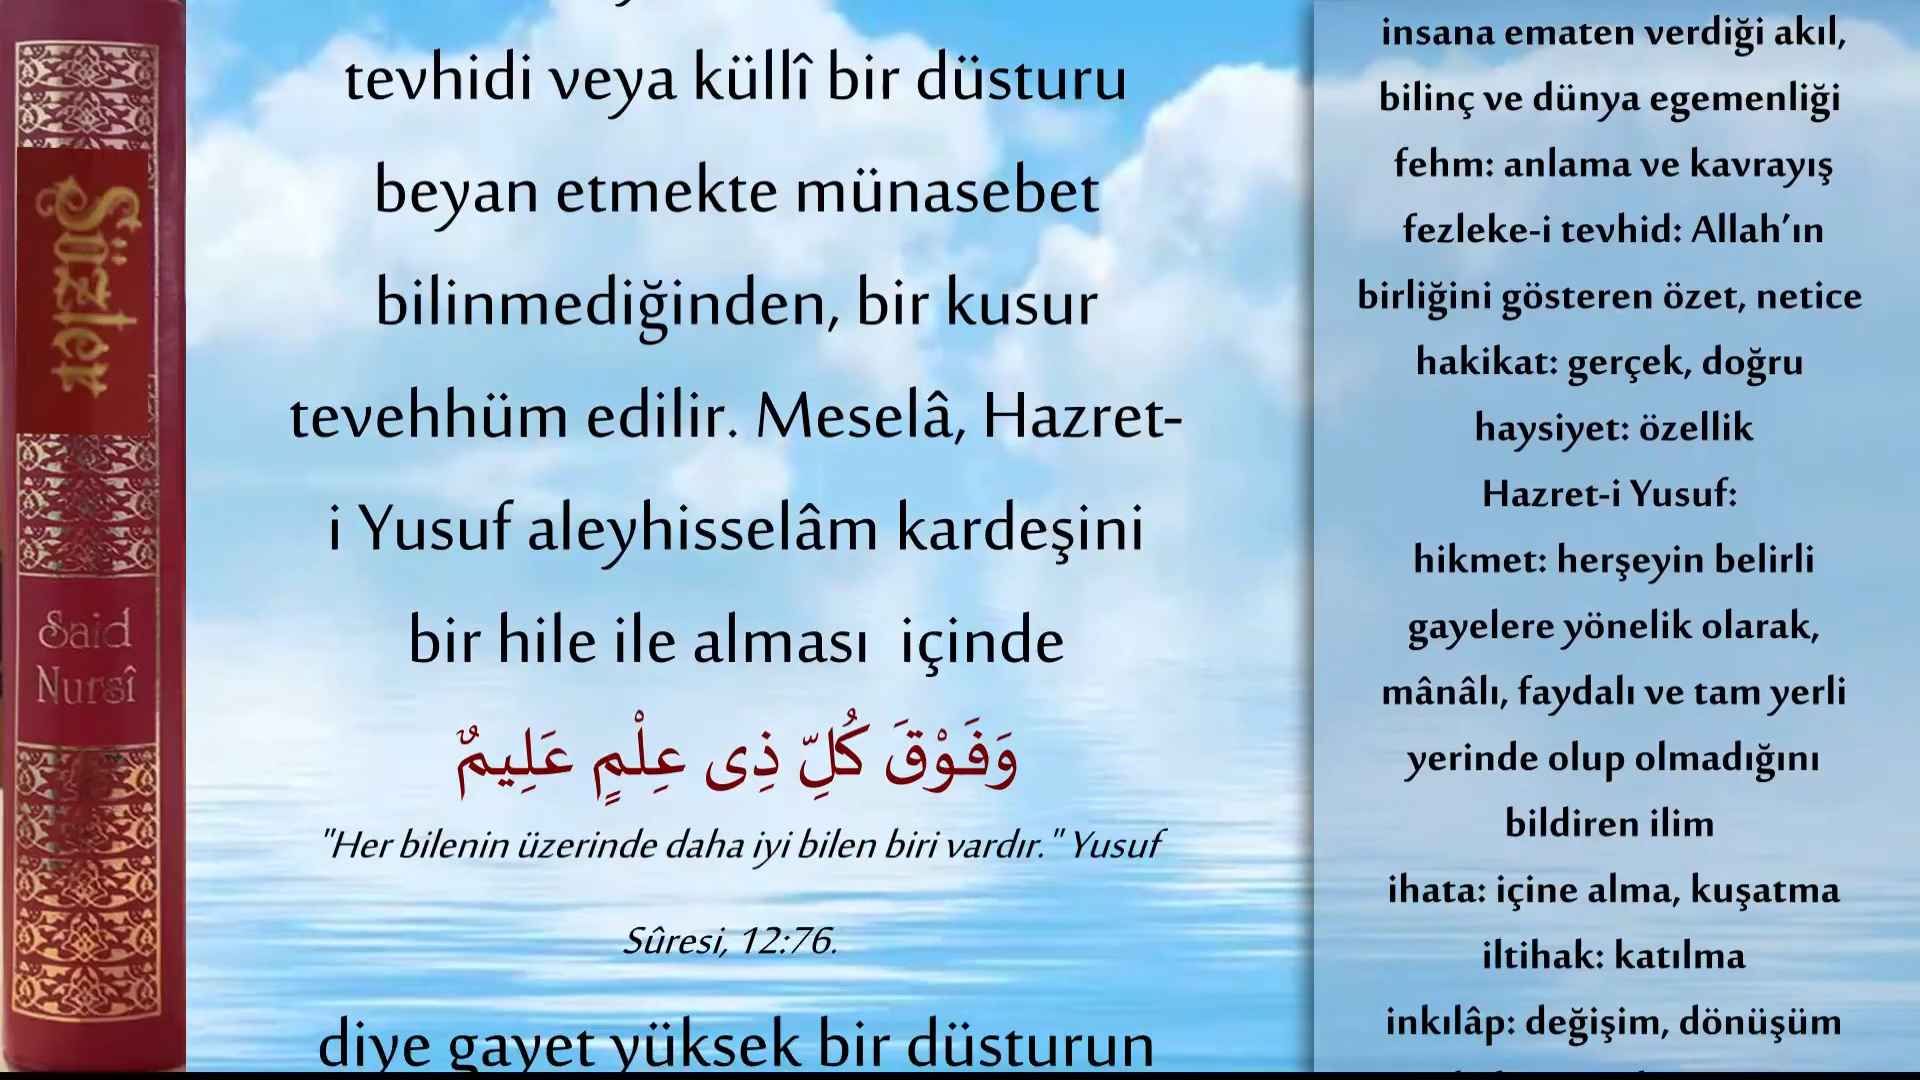 Sözler
Said
Nursî
tevhidi veya küllî bir düsturu
beyan etmekte münasebet
bilinmediğinden, bir kusur
tevehhüm edilir. Meselâ, Hazret-
i Yusuf aleyhisselâm kardeşini
bir hile ile alması içinde
وَفَوْقَ كُلِّ ذِى عِلْمٍ عَلِيمٌ
"Her bilenin üzerinde daha iyi bilen biri vardır." Yusuf
Sûresi, 12:76.
diye gayet yüksek bir düsturun
insana ematen verdiği akıl,
bilinç ve dünya egemenliği
fehm: anlama ve kavrayış
fezleke-i tevhid: Allah’ın
birliğini gösteren özet, netice
hakikat: gerçek, doğru
haysiyet: özellik
Hazret-i Yusuf:
hikmet: herşeyin belirli
gayelere yönelik olarak,
mânâlı, faydalı ve tam yerli
yerinde olup olmadığını
bildiren ilim
ihata: içine alma, kuşatma
iltihak: katılma
inkılâp: değişim, dönüşüm